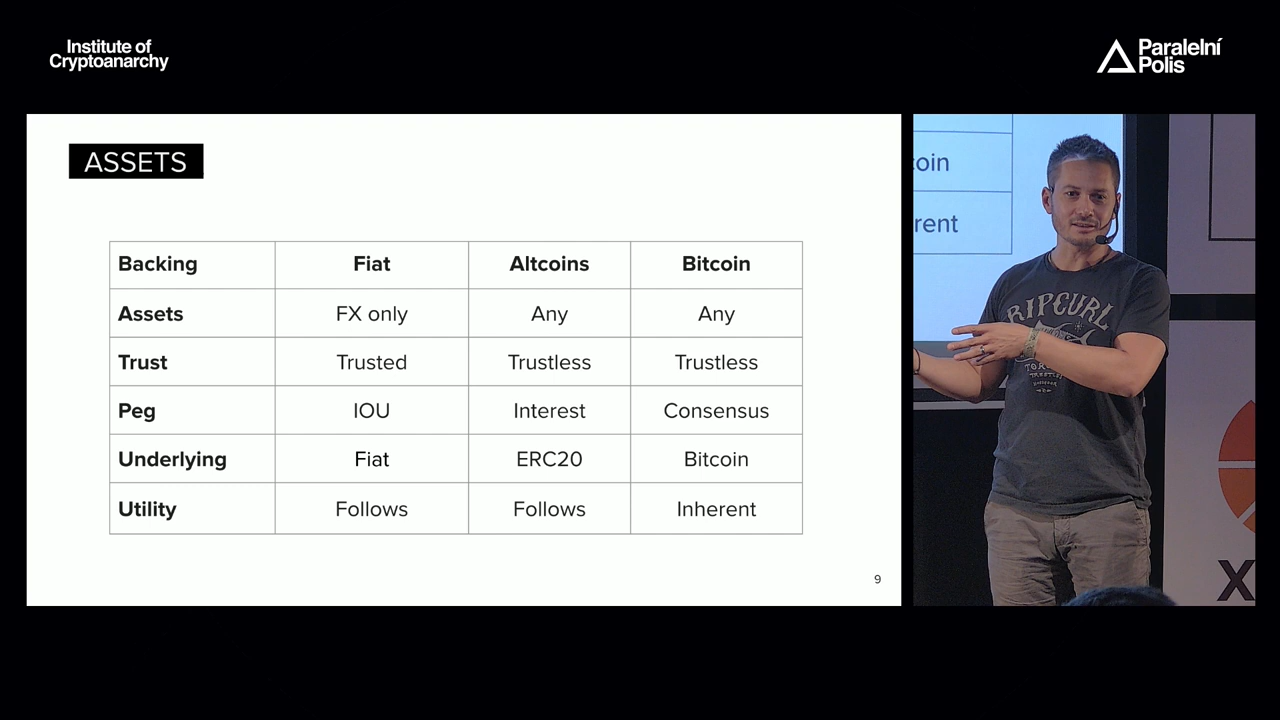 Institute of
Cryptoanarchy
Paralelní
Polis
ASSETS
Backing Fiat Altcoins Bitcoin
Assets FX only Any Any
Trust Trusted Trustless Trustless
Peg IOU Interest Consensus
Underlying Fiat ERC20 Bitcoin
Utility Follows Follows Inherent
9
coin
rent
RIPCURL
X